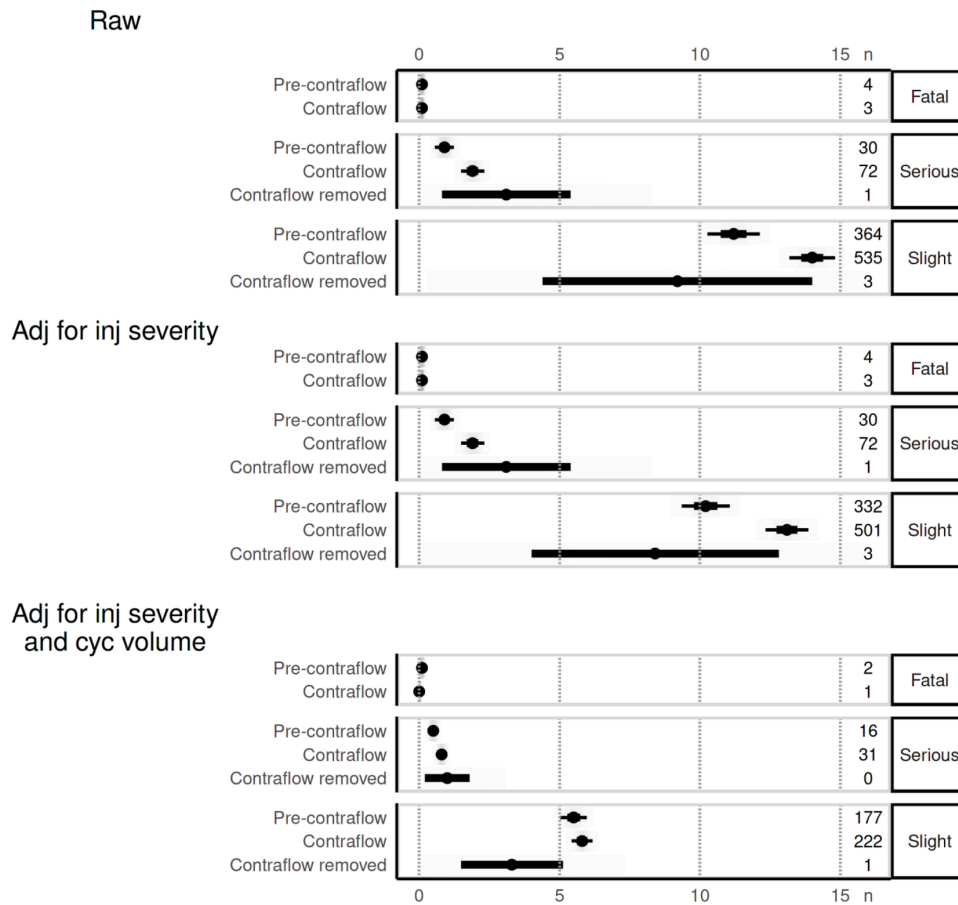 Raw
0 5 10 15 n
Pre-contraflow 4
Contraflow 3
Fatal
Pre-contraflow 30
Contraflow 72
Contraflow removed 1
Serious
Pre-contraflow 364
Contraflow 535
Contraflow removed 3
Slight
Adj for inj severity
Pre-contraflow 4
Contraflow 3
Fatal
Pre-contraflow 30
Contraflow 72
Contraflow removed 1
Serious
Pre-contraflow 332
Contraflow 501
Contraflow removed 3
Slight
Adj for inj severity
and cyc volume
Pre-contraflow 2
Contraflow 1
Fatal
Pre-contraflow 16
Contraflow 31
Contraflow removed 0
Serious
Pre-contraflow 177
Contraflow 222
Contraflow removed 1
Slight
0 5 10 15 n